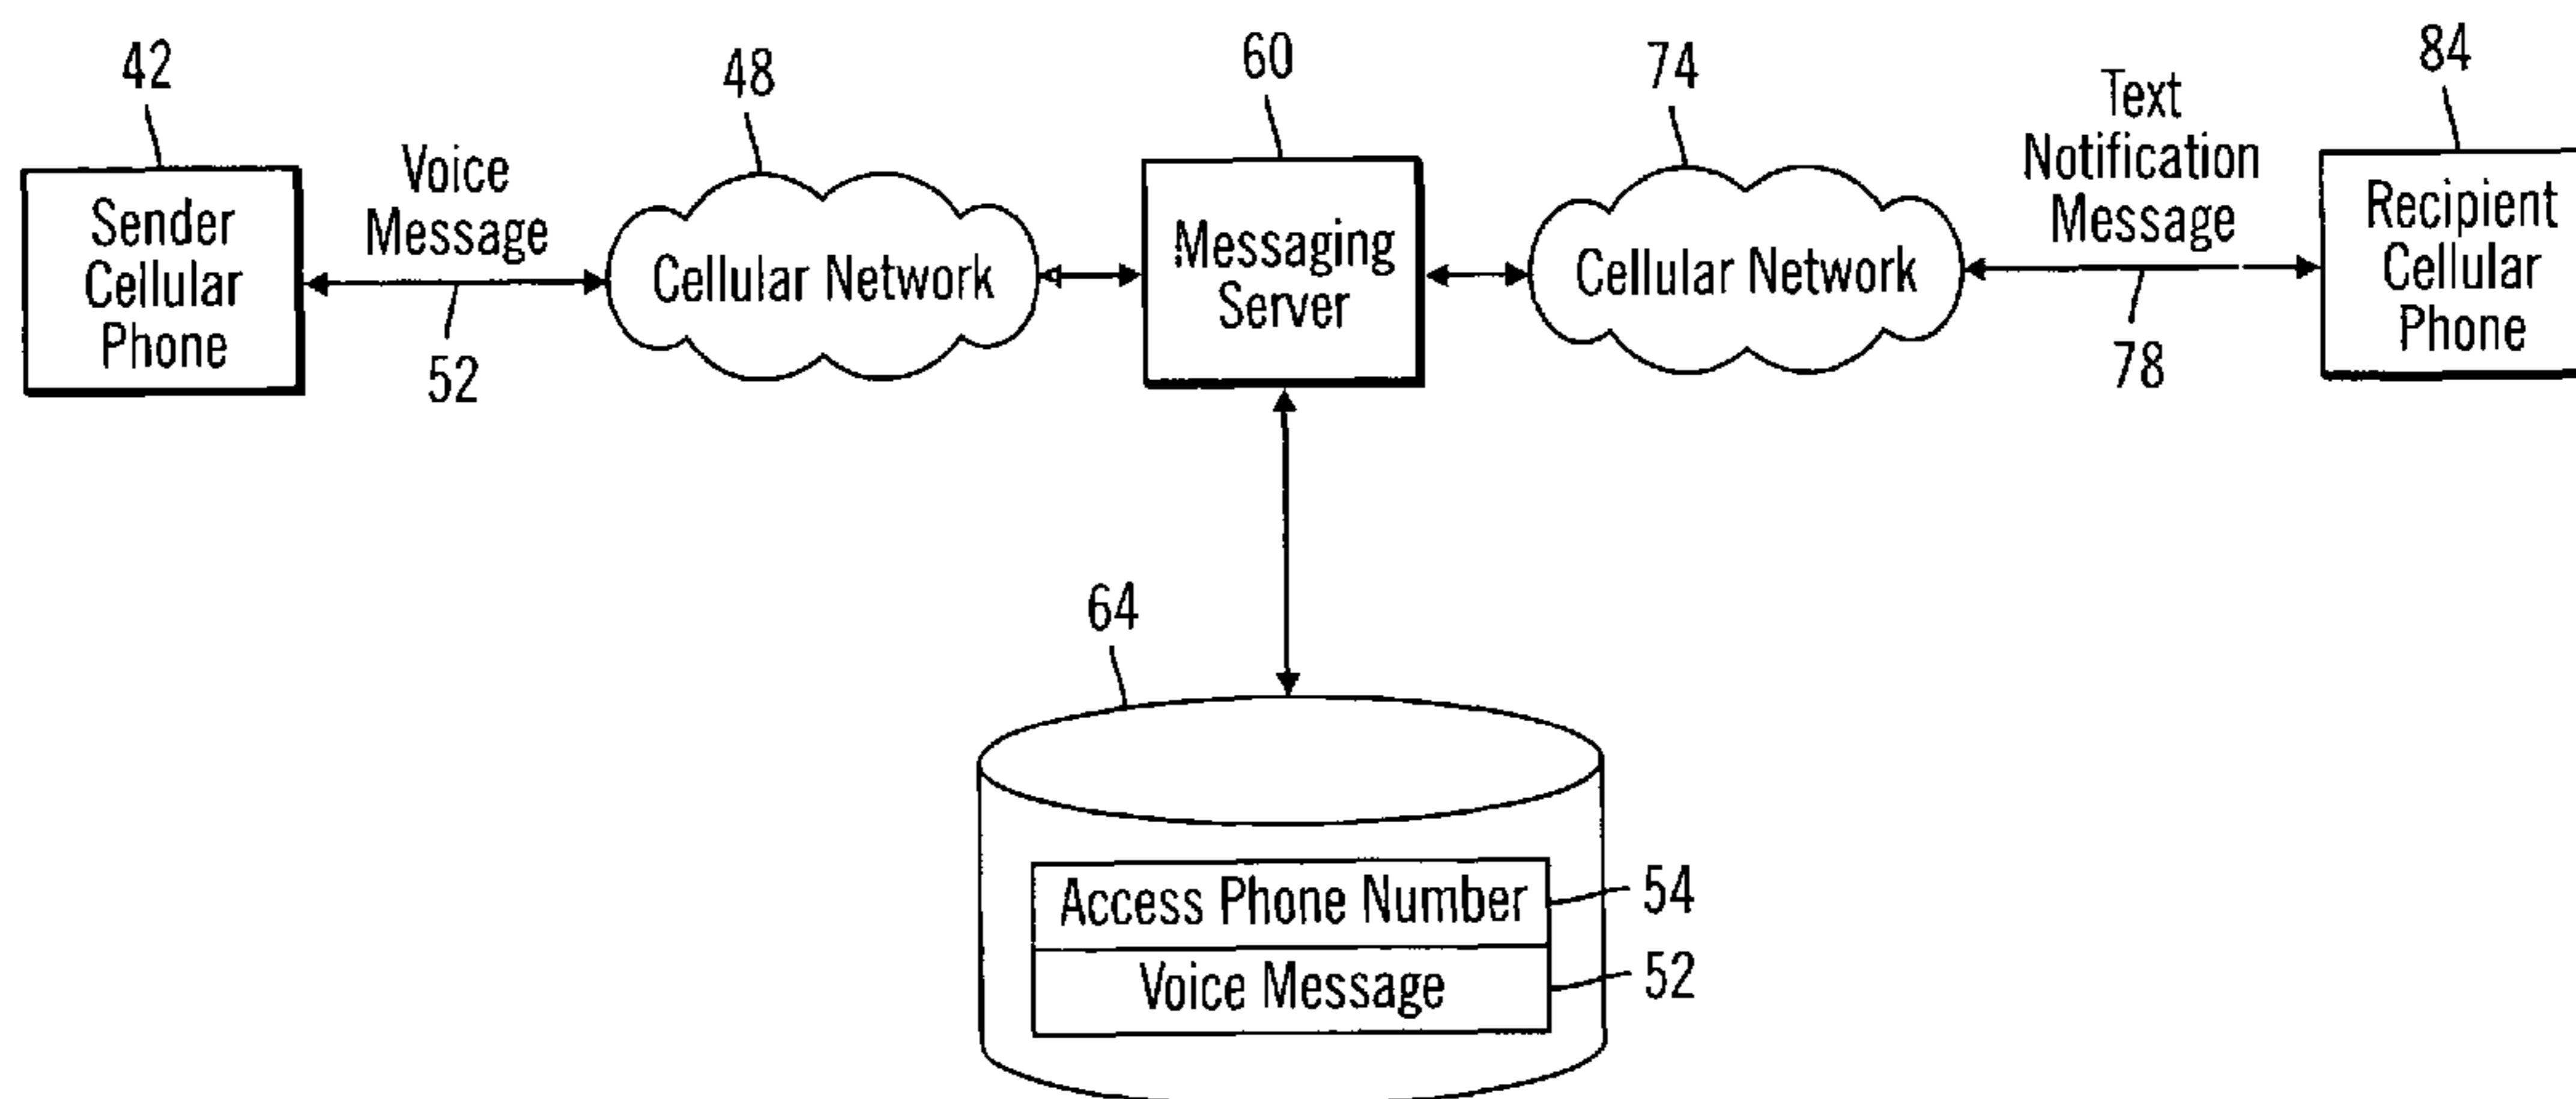 42
48
60
74
84
Sender
Cellular
Phone
Voice
Message
52
Cellular Network
Messaging
Server
Cellular Network
Text
Notification
Message
78
Recipient
Cellular
Phone
64
Access Phone Number
54
Voice Message
52